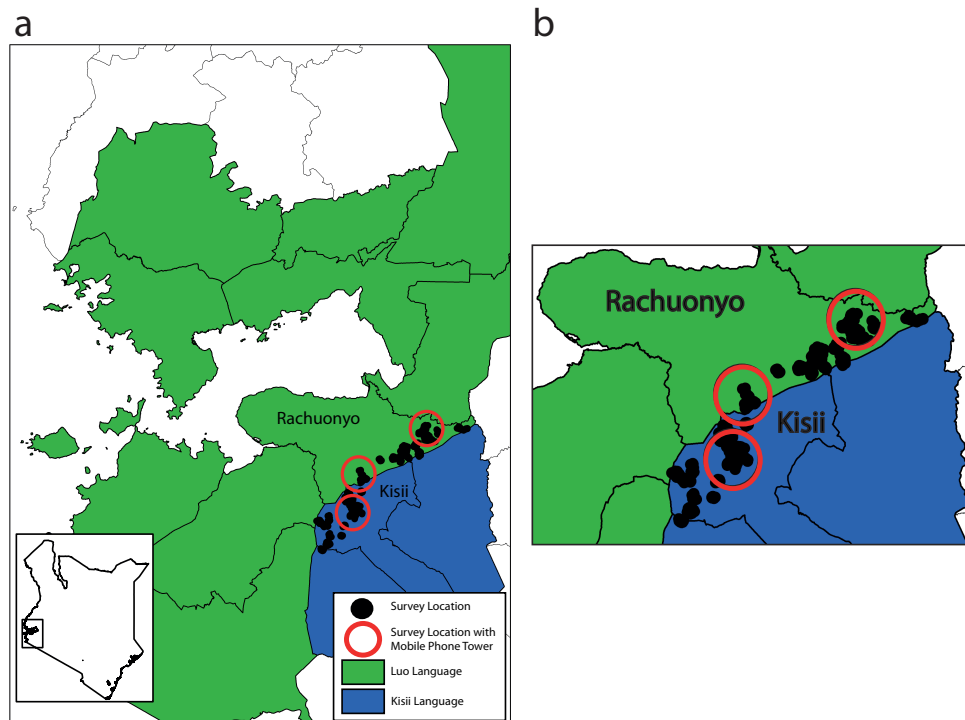 a
Rachuonyo
Kisii
Survey Location
Survey Location with
Mobile Phone Tower
Luo Language
Kisii Language
b
Rachuonyo
Kisii